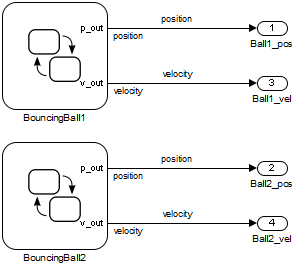 position
p_out
1
position
Ball1_pos
velocity
v_out
3
velocity
Ball1_vel
BouncingBall1
position
p_out
2
position
Ball2_pos
velocity
v_out
4
velocity
Ball2_vel
BouncingBall2